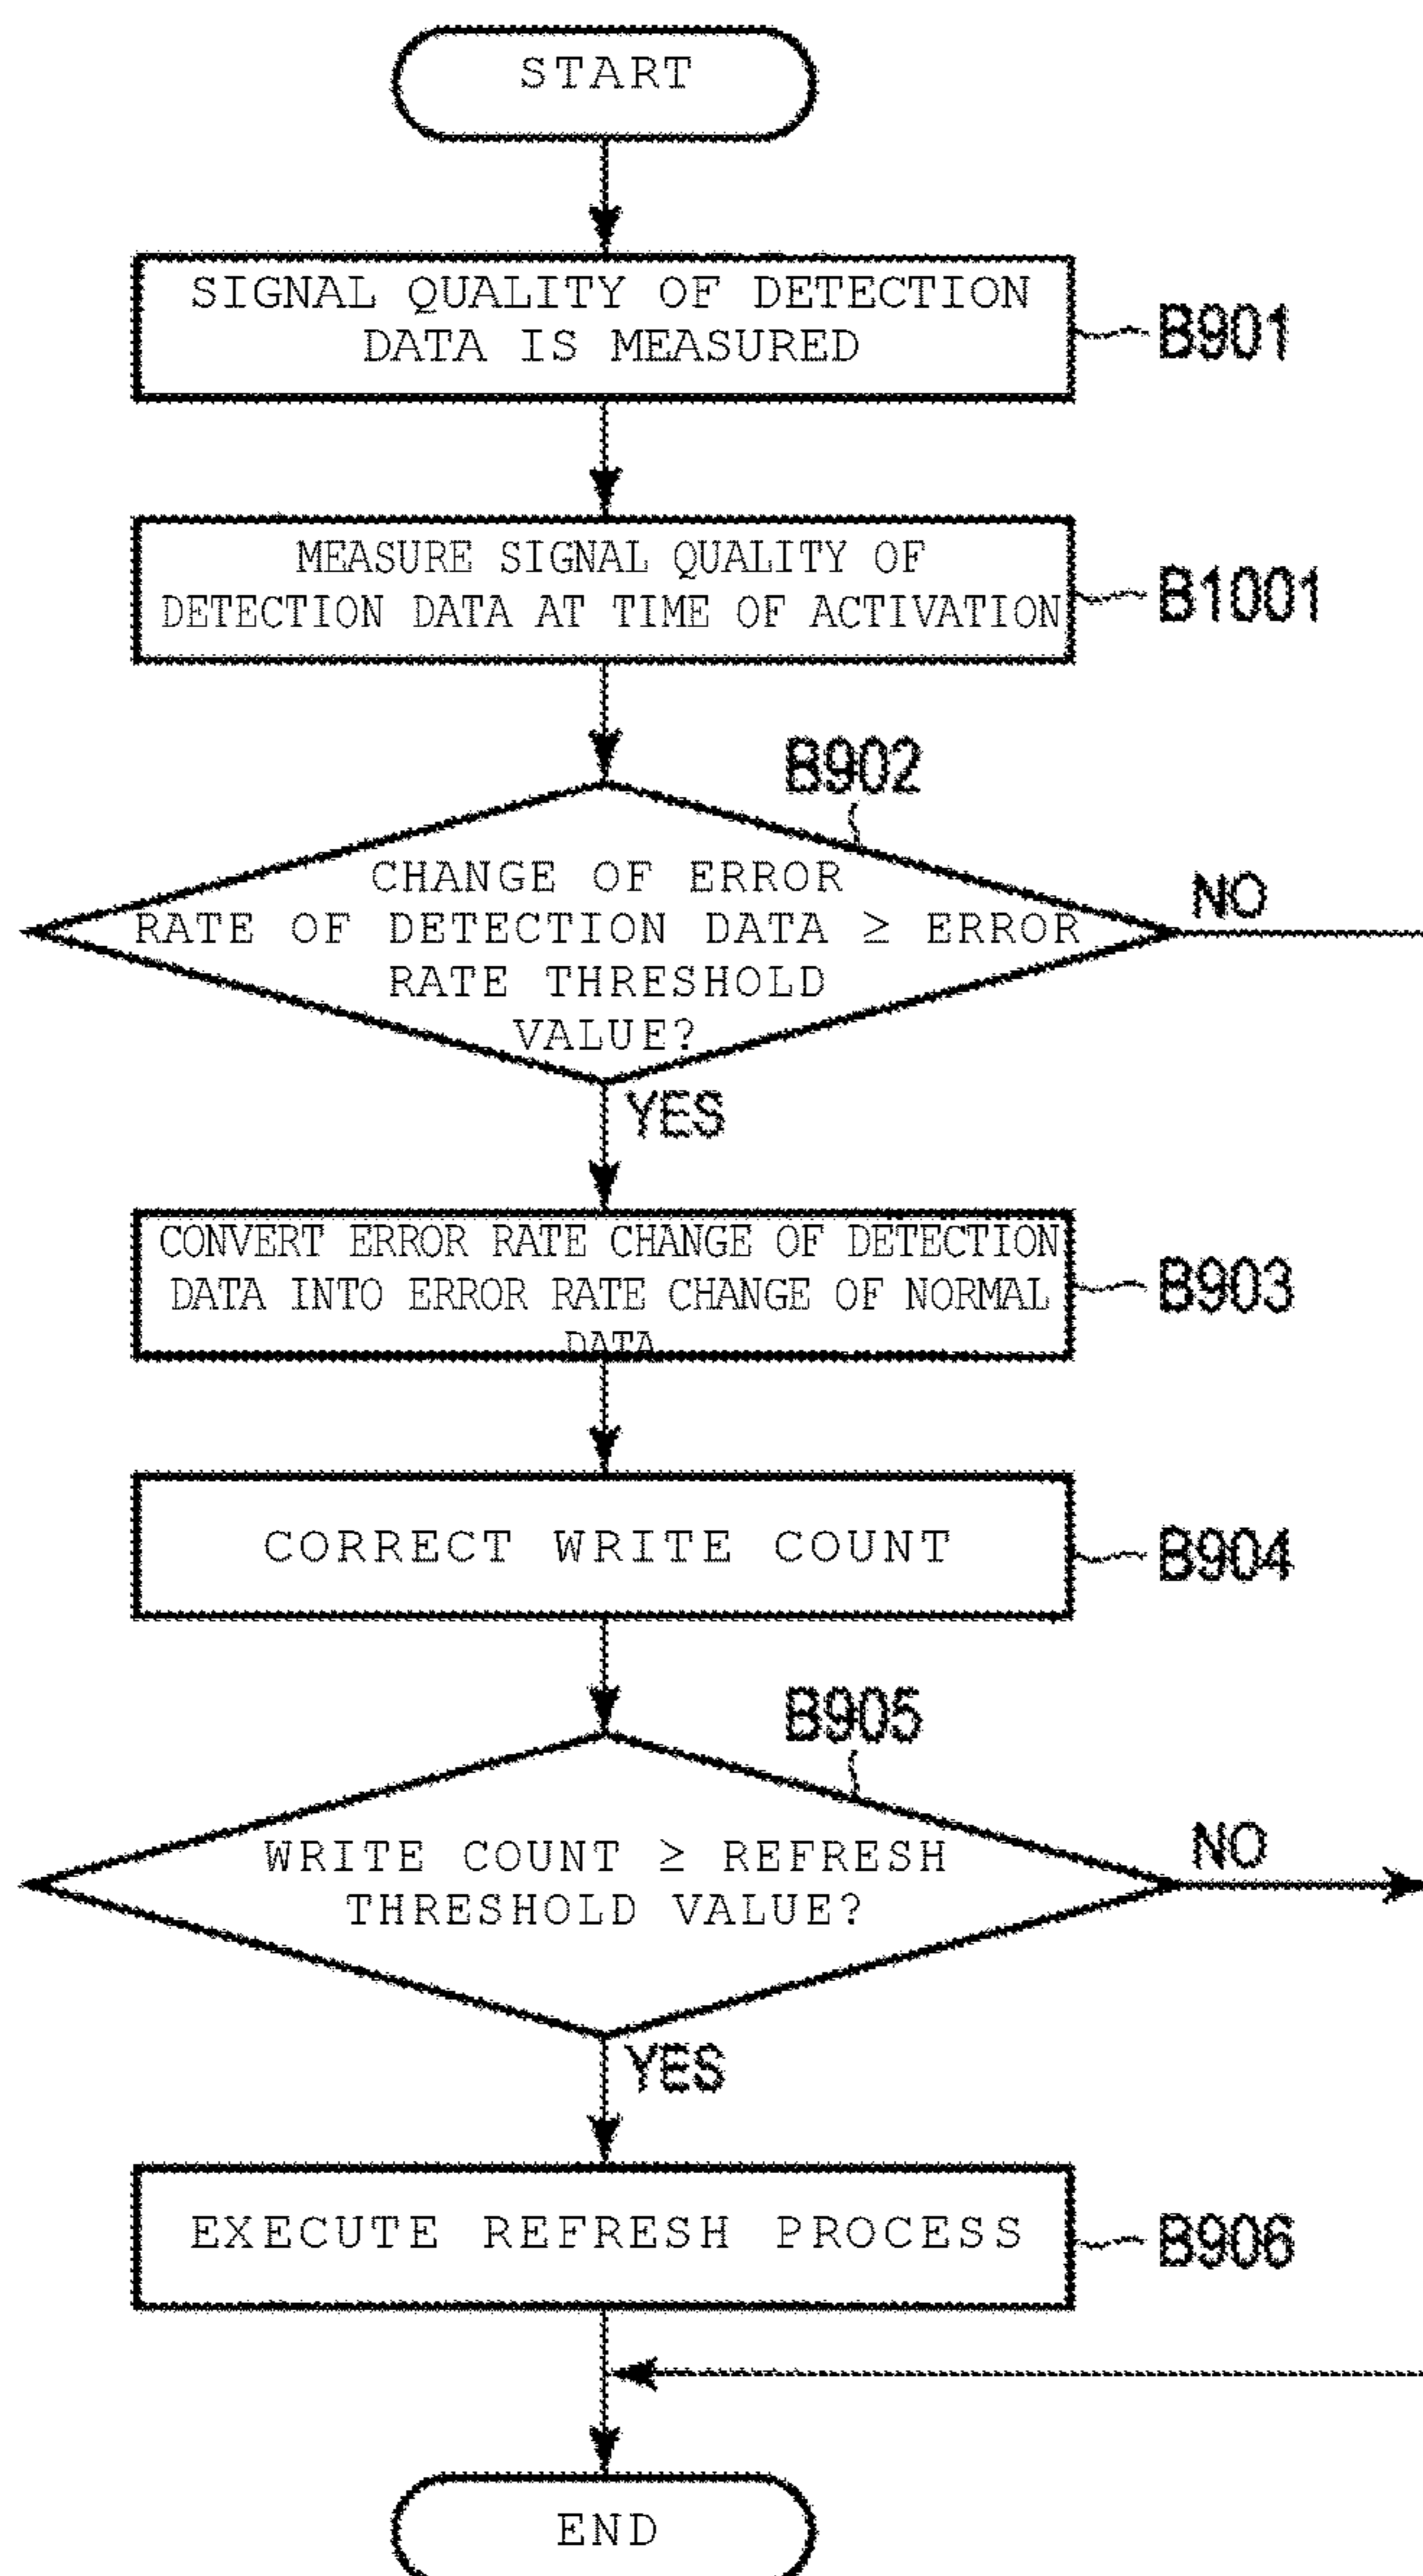 START
SIGNAL QUALITY OF DETECTION
DATA IS MEASURED
B901
MEASURE SIGNAL QUALITY OF
DETECTION DATA AT TIME OF ACTIVATION
B1001
B902
CHANGE OF ERROR
RATE OF DETECTION DATA ≥ ERROR
RATE THRESHOLD
VALUE?
NO
YES
CONVERT ERROR RATE CHANGE OF DETECTION
DATA INTO ERROR RATE CHANGE OF NORMAL
DATA
B903
CORRECT WRITE COUNT
B904
B905
WRITE COUNT ≥ REFRESH
THRESHOLD VALUE?
NO
YES
EXECUTE REFRESH PROCESS
B906
END